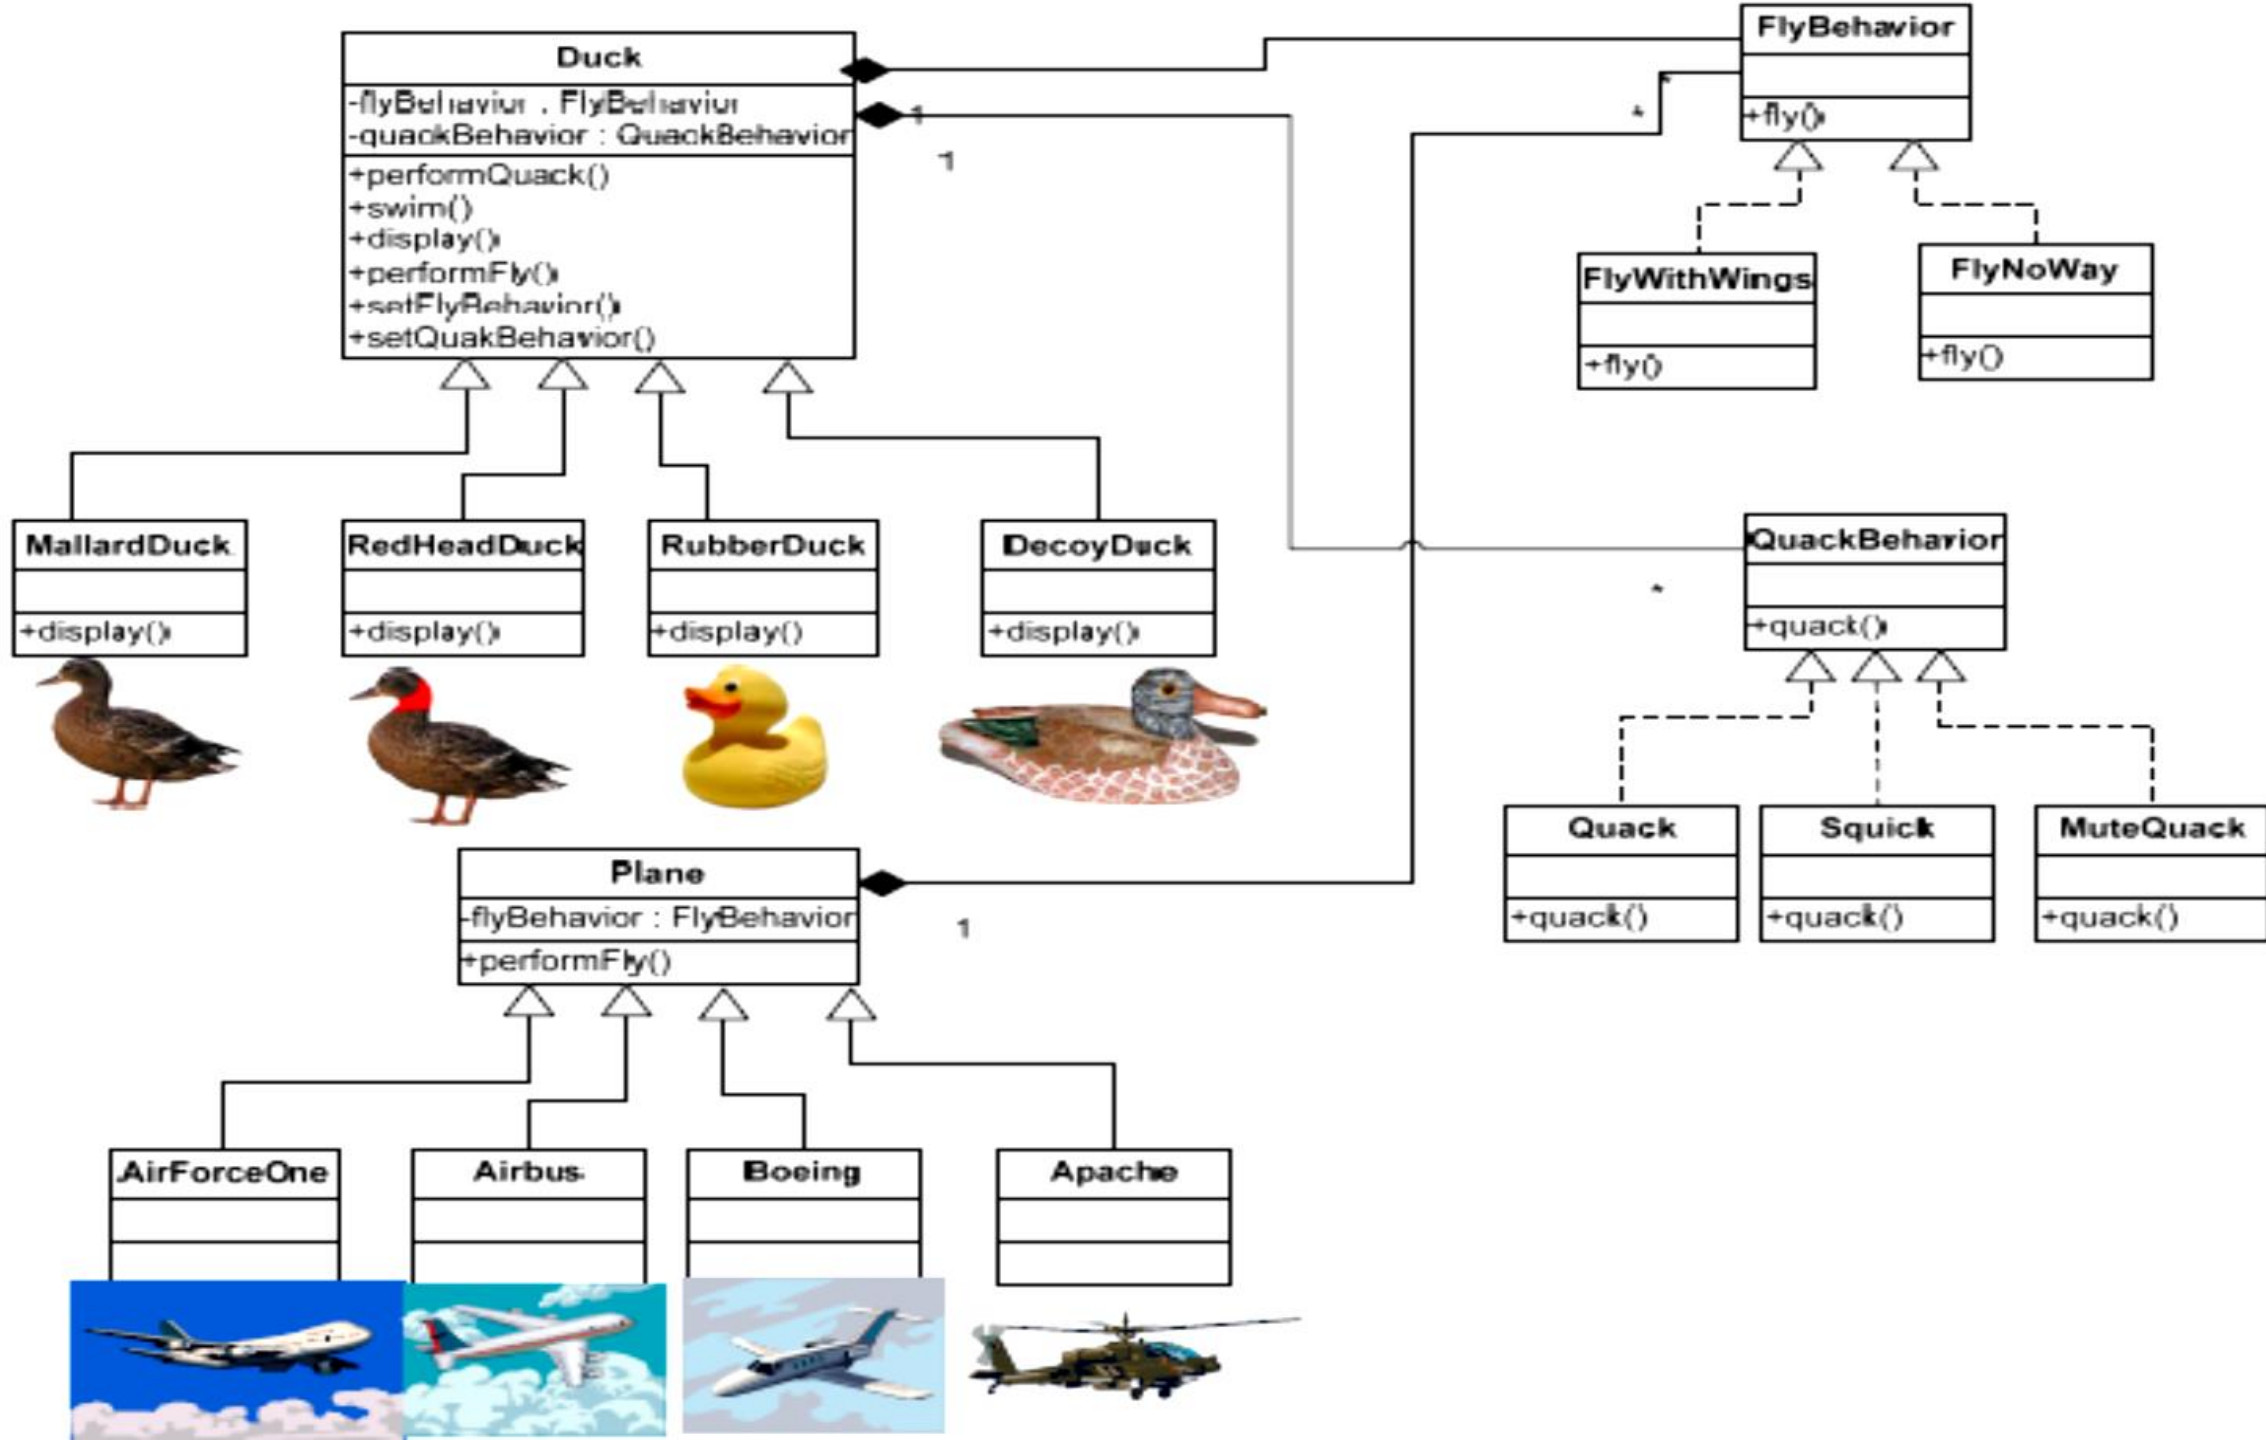 Duck
-flyBehavior : FlyBehavior
-quackBehavior : QuackBehavior
+performQuack()
+swim()
+display()
+performFly()
+setFlyBehavior()
+setQuakBehavior()
1
1
*
*
FlyBehavior
+fly()
FlyWithWings
+fly()
FlyNoWay
+fly()
MallardDuck
+display()
RedHeadDuck
+display()
RubberDuck
+display()
DecoyDuck
+display()
*
QuackBehavior
+quack()
Quack
+quack()
Squick
+quack()
MuteQuack
+quack()
Plane
-flyBehavior : FlyBehavior
+performFly()
1
AirForceOne
Airbus
Boeing
Apache